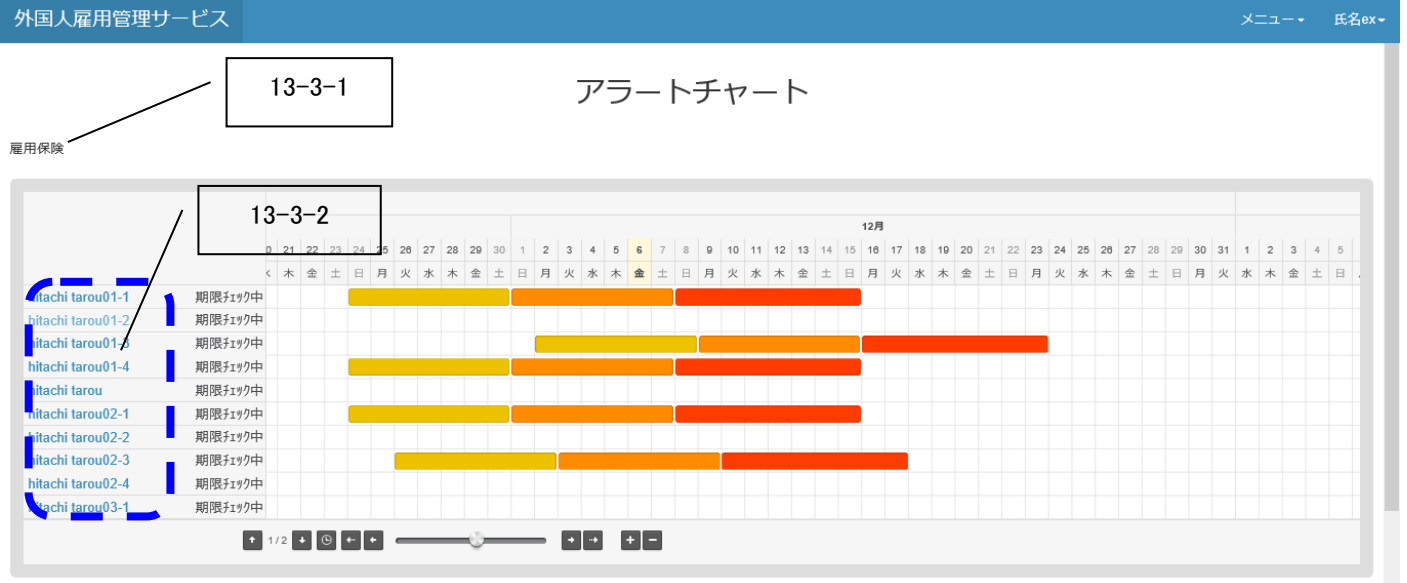 外国人雇用管理サービス メニュー 氏名ex
13-3-1
アラートチャート
雇用保険
13-3-2
12月
21 22 23 24 25 26 27 28 29 30 1 2 3 4 5 6 7 8 9 10 11 12 13 14 15 16 17 18 19 20 21 22 23 24 25 26 27 28 29 30 31 1 2 3 4 5
木 金 土 日 月 火 水 木 金 土 日 月 火 水 木 金 土 日 月 火 水 木 金 土 日 月 火 水 木 金 土 日 月 火 水 木 金 土 日 月 火 水 木 金 土 日
hitachi tarou01-1 期限ﾁｪｯｸ中
hitachi tarou01-2 期限ﾁｪｯｸ中
hitachi tarou01-3 期限ﾁｪｯｸ中
hitachi tarou01-4 期限ﾁｪｯｸ中
hitachi tarou 期限ﾁｪｯｸ中
hitachi tarou02-1 期限ﾁｪｯｸ中
hitachi tarou02-2 期限ﾁｪｯｸ中
hitachi tarou02-3 期限ﾁｪｯｸ中
hitachi tarou02-4 期限ﾁｪｯｸ中
hitachi tarou03-1 期限ﾁｪｯｸ中
1/2